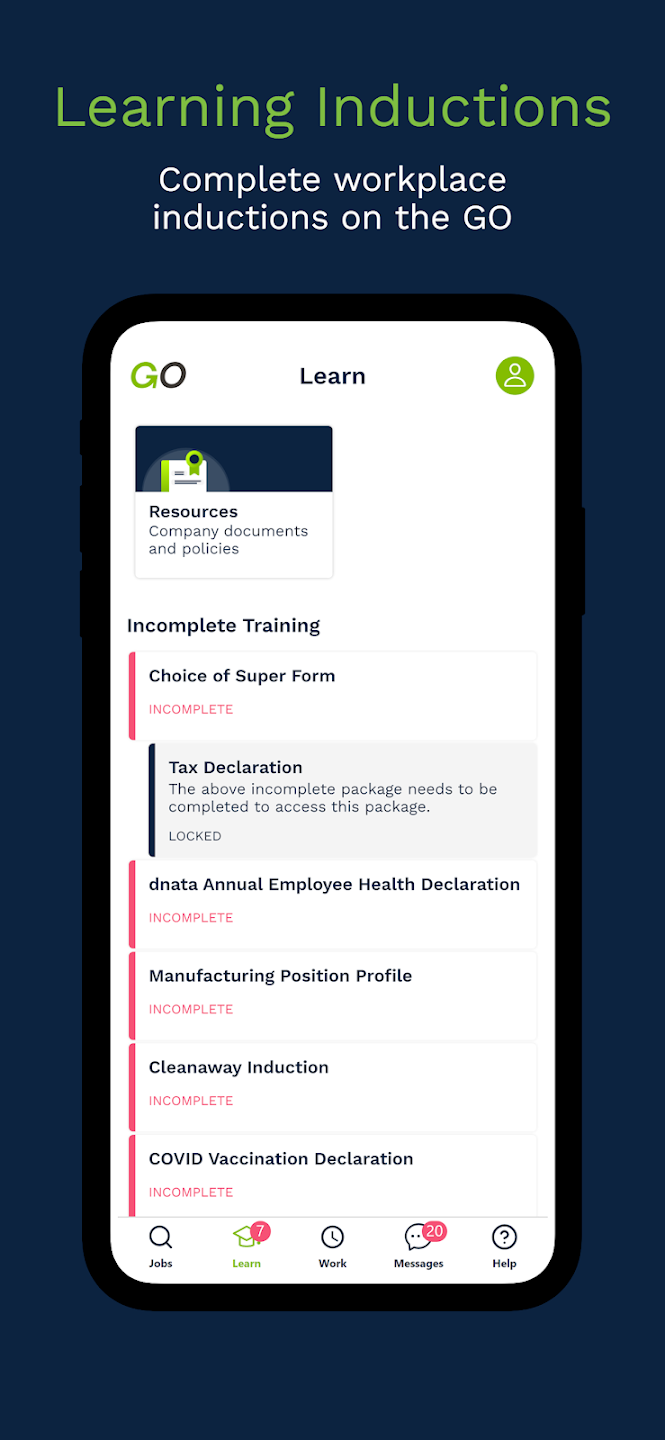 Learning Inductions
Complete workplace
inductions on the GO
GO
Learn
Resources
Company documents
and policies
Incomplete Training
Choice of Super Form
INCOMPLETE
Tax Declaration
The above incomplete package needs to be
completed to access this package.
LOCKED
dnata Annual Employee Health Declaration
INCOMPLETE
Manufacturing Position Profile
INCOMPLETE
Cleanaway Induction
INCOMPLETE
COVID Vaccination Declaration
INCOMPLETE
7
20
Jobs
Learn
Work
Messages
Help